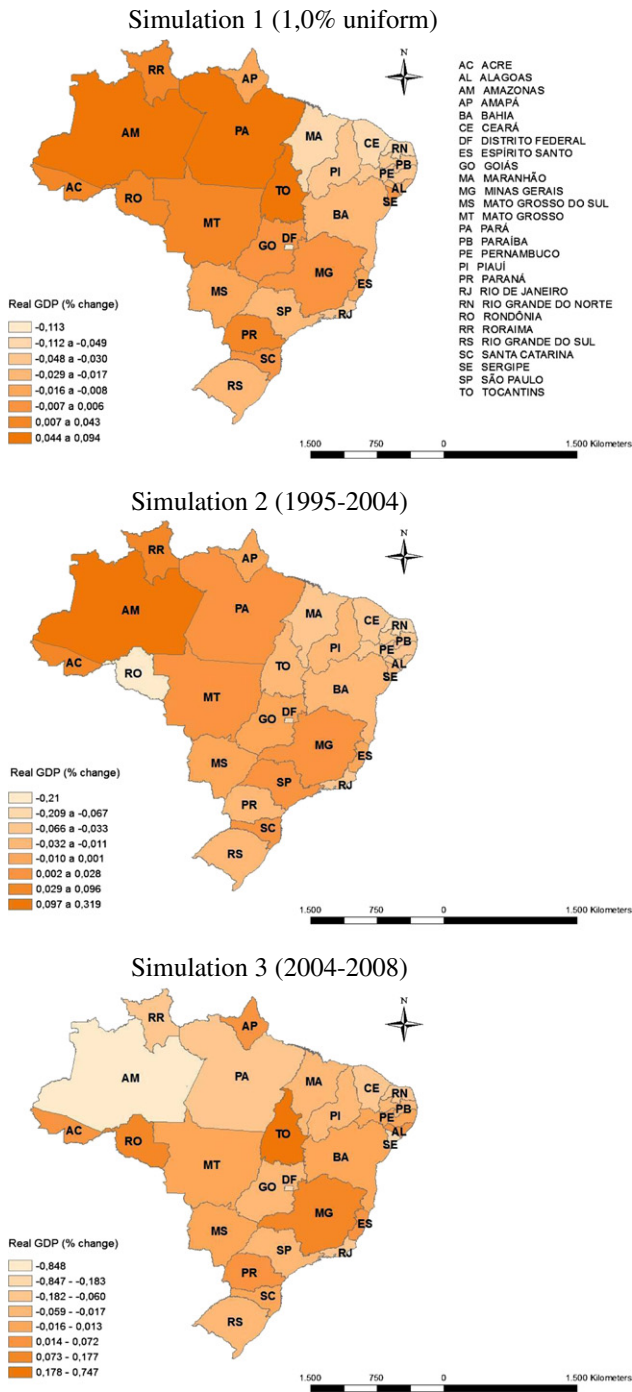 Simulation 1 (1,0% uniform)
N
RR
AP
AM
PA
MA
CE
RN
PB
PI
PE
AL
SE
AC
RO
TO
BA
MT
DF
GO
MG
ES
MS
SP
RJ
PR
SC
RS
AC ACRE
AL ALAGOAS
AM AMAZONAS
AP AMAPÁ
BA BAHIA
CE CEARÁ
DF DISTRITO FEDERAL
ES ESPÍRITO SANTO
GO GOIÁS
MA MARANHÃO
MG MINAS GERAIS
MS MATO GROSSO DO SUL
MT MATO GROSSO
PA PARÁ
PB PARAÍBA
PE PERNAMBUCO
PI PIAUÍ
PR PARANÁ
RJ RIO DE JANEIRO
RN RIO GRANDE DO NORTE
RO RONDÔNIA
RR RORAIMA
RS RIO GRANDE DO SUL
SC SANTA CATARINA
SE SERGIPE
SP SÃO PAULO
TO TOCANTINS
Real GDP (% change)
-0,113
-0,112 a -0,049
-0,048 a -0,030
-0,029 a -0,017
-0,016 a -0,008
-0,007 a 0,006
0,007 a 0,043
0,044 a 0,094
1.500 750 0 1.500 Kilometers
Simulation 2 (1995-2004)
N
RR
AP
AM
PA
MA
CE
RN
PB
PI
PE
AL
SE
AC
RO
TO
BA
MT
DF
GO
MG
ES
MS
SP
RJ
PR
SC
RS
Real GDP (% change)
-0,21
-0,209 a -0,067
-0,066 a -0,033
-0,032 a -0,011
-0,010 a 0,001
0,002 a 0,028
0,029 a 0,096
0,097 a 0,319
1.500 750 0 1.500 Kilometers
Simulation 3 (2004-2008)
N
RR
AP
AM
PA
MA
CE
RN
PB
PI
PE
AL
SE
AC
RO
TO
BA
MT
DF
GO
MG
ES
MS
SP
RJ
PR
SC
RS
Real GDP (% change)
-0,848
-0,847 - -0,183
-0,182 - -0,060
-0,059 - -0,017
-0,016 - 0,013
0,014 - 0,072
0,073 - 0,177
0,178 - 0,747
1.500 750 0 1.500 Kilometers